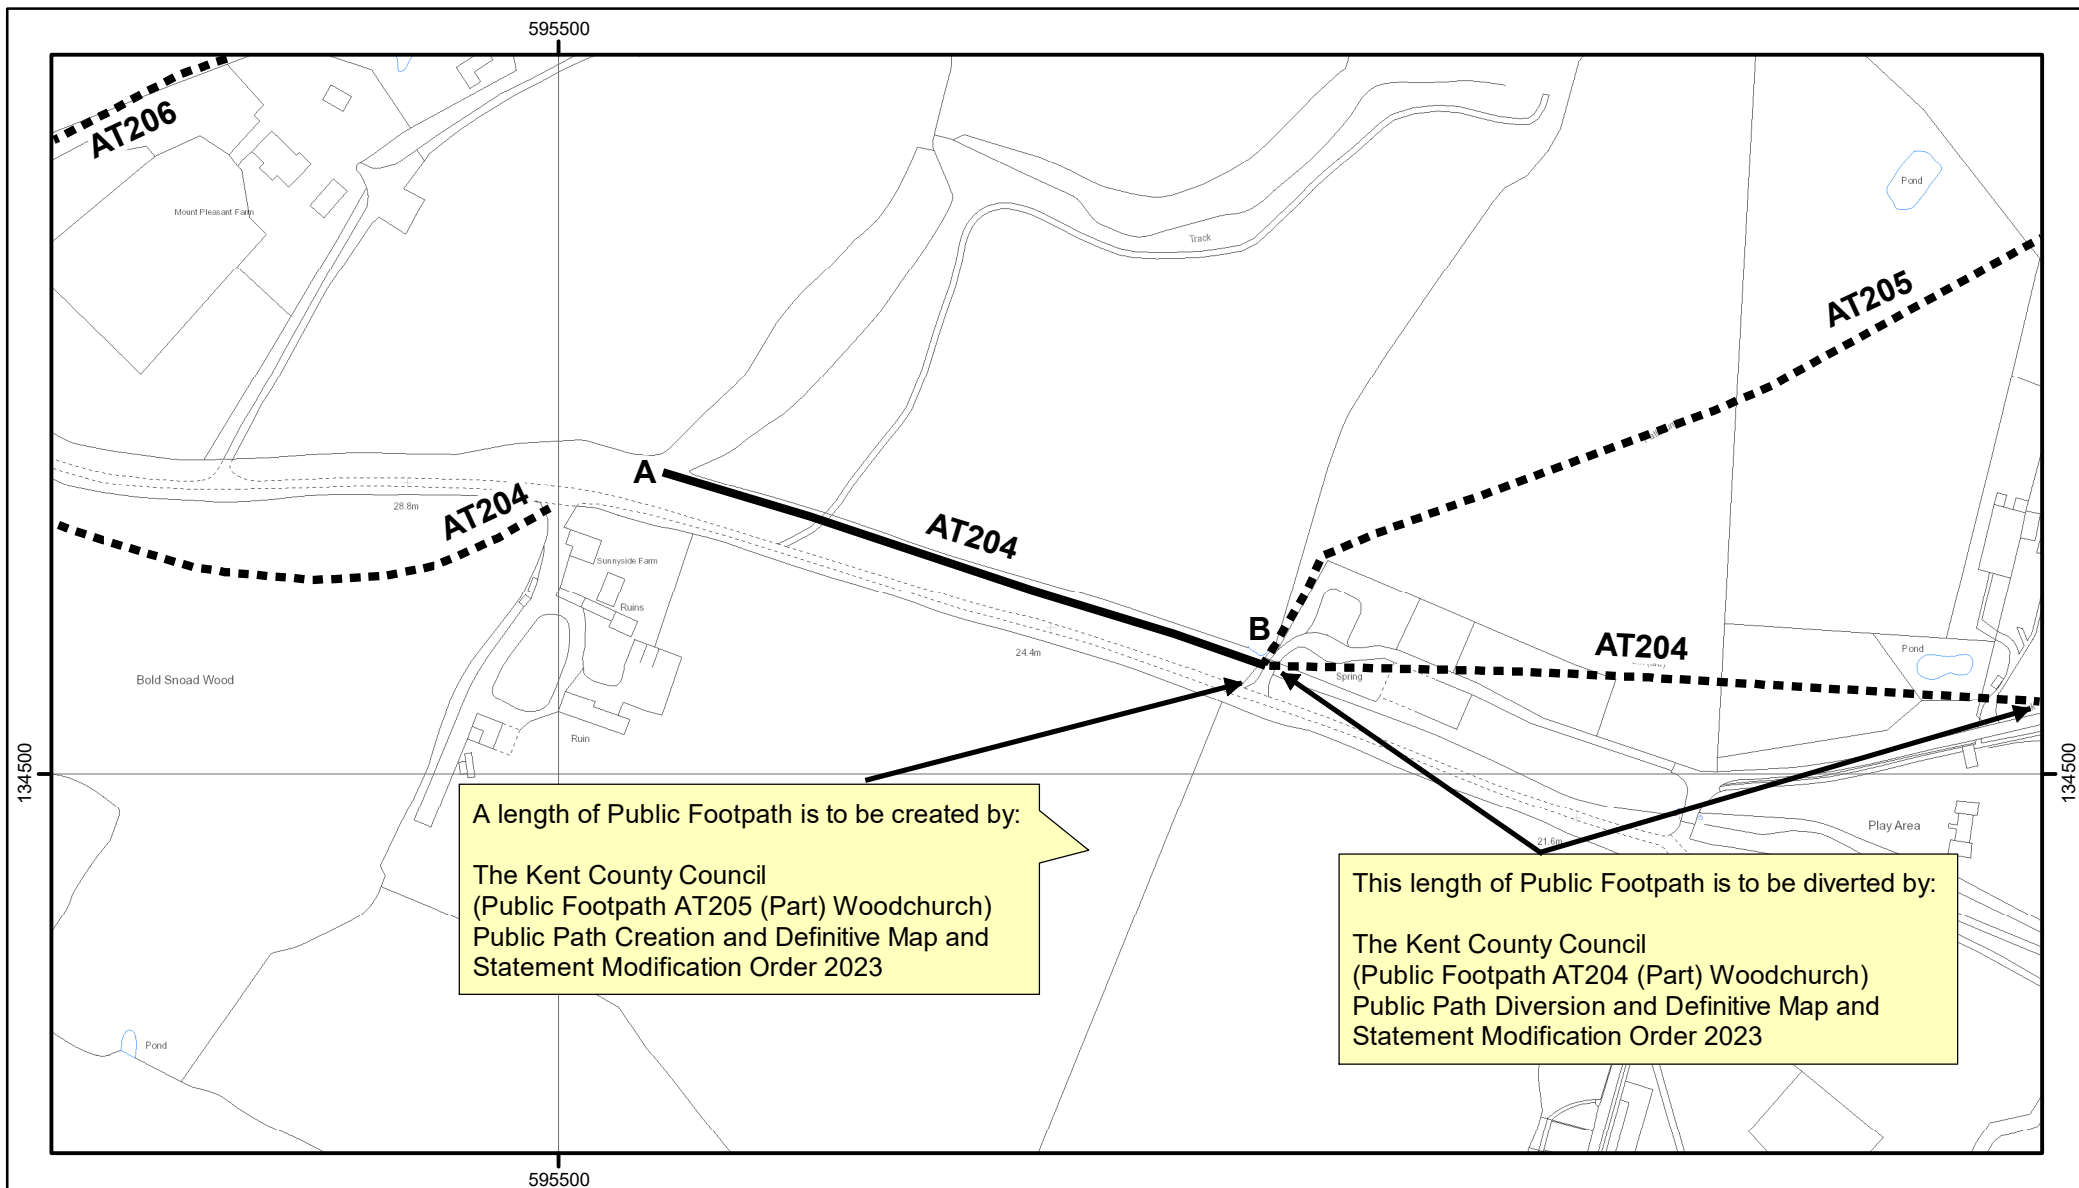 595500
AT206
Pond
Mount Pleasant Farm
Track
AT205
A
28.8m
AT204
AT204
Sunnyside Farm
Ruins
B
AT204
24.4m
Pond
Spring
Bold Snoad Wood
Ruin
134500
134500
A length of Public Footpath is to be created by:
The Kent County Council
(Public Footpath AT205 (Part) Woodchurch)
Public Path Creation and Definitive Map and
Statement Modification Order 2023
Play Area
21.6m
This length of Public Footpath is to be diverted by:
The Kent County Council
(Public Footpath AT204 (Part) Woodchurch)
Public Path Diversion and Definitive Map and
Statement Modification Order 2023
Pond
595500